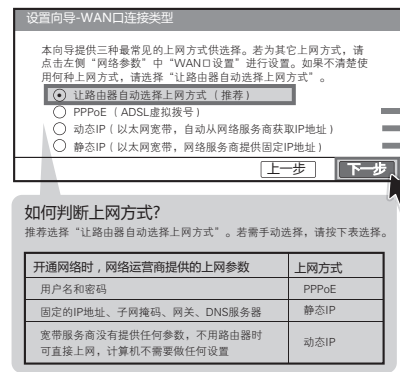 设置向导-WAN口连接类型
本向导提供三种最常见的上网方式供选择。若为其它上网方式，请
点击左侧“网络参数”中“WAN口设置”进行设置。如果不清楚使
用何种上网方式，请选择“让路由器自动选择上网方式”。
让路由器自动选择上网方式（推荐）
PPPoE（ADSL虚拟拨号）
动态IP（以太网宽带，自动从网络服务商获取IP地址）
静态IP（以太网宽带，网络服务商提供固定IP地址）
上一步 下一步
如何判断上网方式?
推荐选择“让路由器自动选择上网方式”。若需手动选择，请按下表选择。
开通网络时，网络运营商提供的上网参数 上网方式
用户名和密码 PPPoE
固定的IP地址、子网掩码、网关、DNS服务器 静态IP
宽带服务商没有提供任何参数，不用路由器时
可直接上网，计算机不需要做任何设置 动态IP